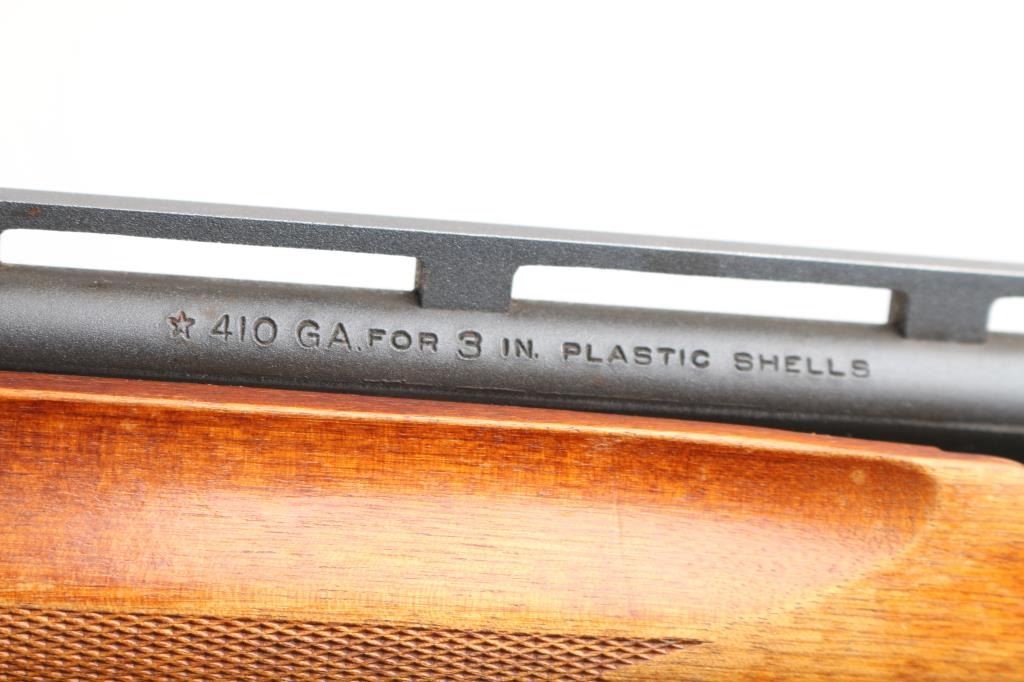 ☆ 410 GA. FOR 3 IN. PLASTIC SHELLS